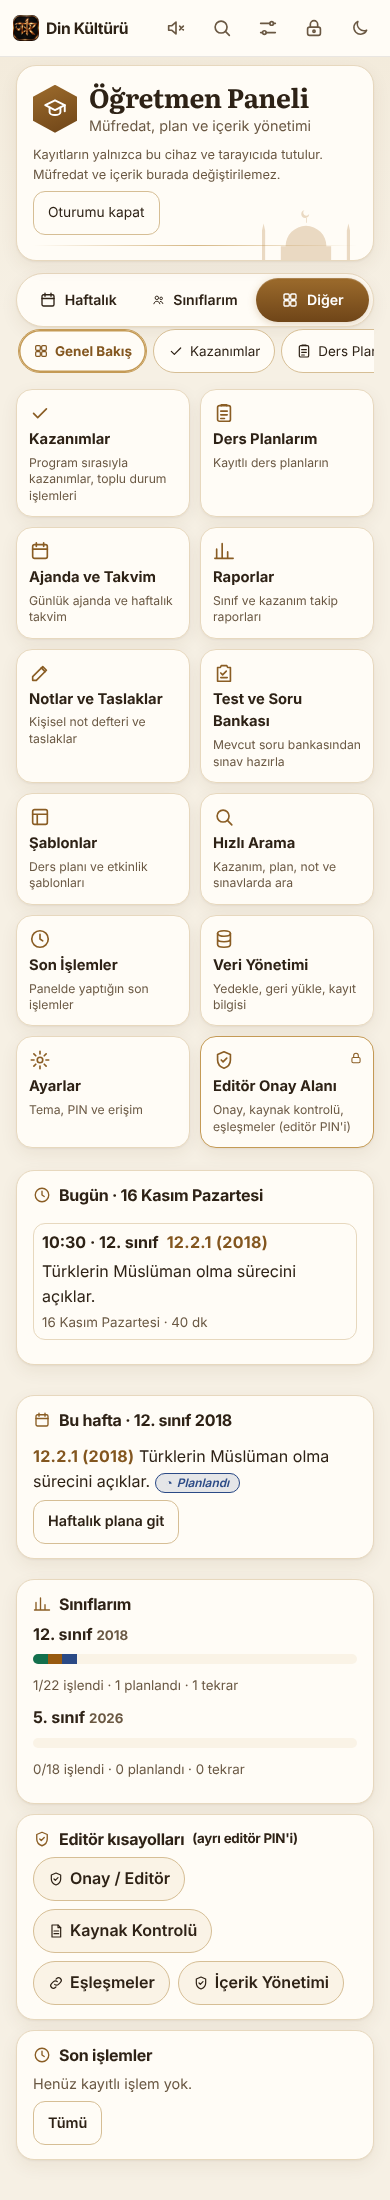 Din Kültürü
Öğretmen Paneli
Müfredat, plan ve içerik yönetimi
Kayıtların yalnızca bu cihaz ve tarayıcıda tutulur.
Müfredat ve içerik burada değiştirilemez.
Oturumu kapat
Haftalık Sınıflarım Diğer
Genel Bakış Kazanımlar Ders Plan
Kazanımlar
Program sırasıyla
kazanımlar, toplu durum
işlemleri
Ders Planlarım
Kayıtlı ders planların
Ajanda ve Takvim
Günlük ajanda ve haftalık
takvim
Raporlar
Sınıf ve kazanım takip
raporları
Notlar ve Taslaklar
Kişisel not defteri ve
taslaklar
Test ve Soru
Bankası
Mevcut soru bankasından
sınav hazırla
Şablonlar
Ders planı ve etkinlik
şablonları
Hızlı Arama
Kazanım, plan, not ve
sınavlarda ara
Son İşlemler
Panelde yaptığın son
işlemler
Veri Yönetimi
Yedekle, geri yükle, kayıt
bilgisi
Ayarlar
Tema, PIN ve erişim
Editör Onay Alanı
Onay, kaynak kontrolü,
eşleşmeler (editör PIN'i)
Bugün · 16 Kasım Pazartesi
10:30 · 12. sınıf 12.2.1 (2018)
Türklerin Müslüman olma sürecini
açıklar.
16 Kasım Pazartesi · 40 dk
Bu hafta · 12. sınıf 2018
12.2.1 (2018) Türklerin Müslüman olma
sürecini açıklar. Planlandı
Haftalık plana git
Sınıflarım
12. sınıf 2018
1/22 işlendi · 1 planlandı · 1 tekrar
5. sınıf 2026
0/18 işlendi · 0 planlandı · 0 tekrar
Editör kısayolları (ayrı editör PIN'i)
Onay / Editör
Kaynak Kontrolü
Eşleşmeler İçerik Yönetimi
Son işlemler
Henüz kayıtlı işlem yok.
Tümü